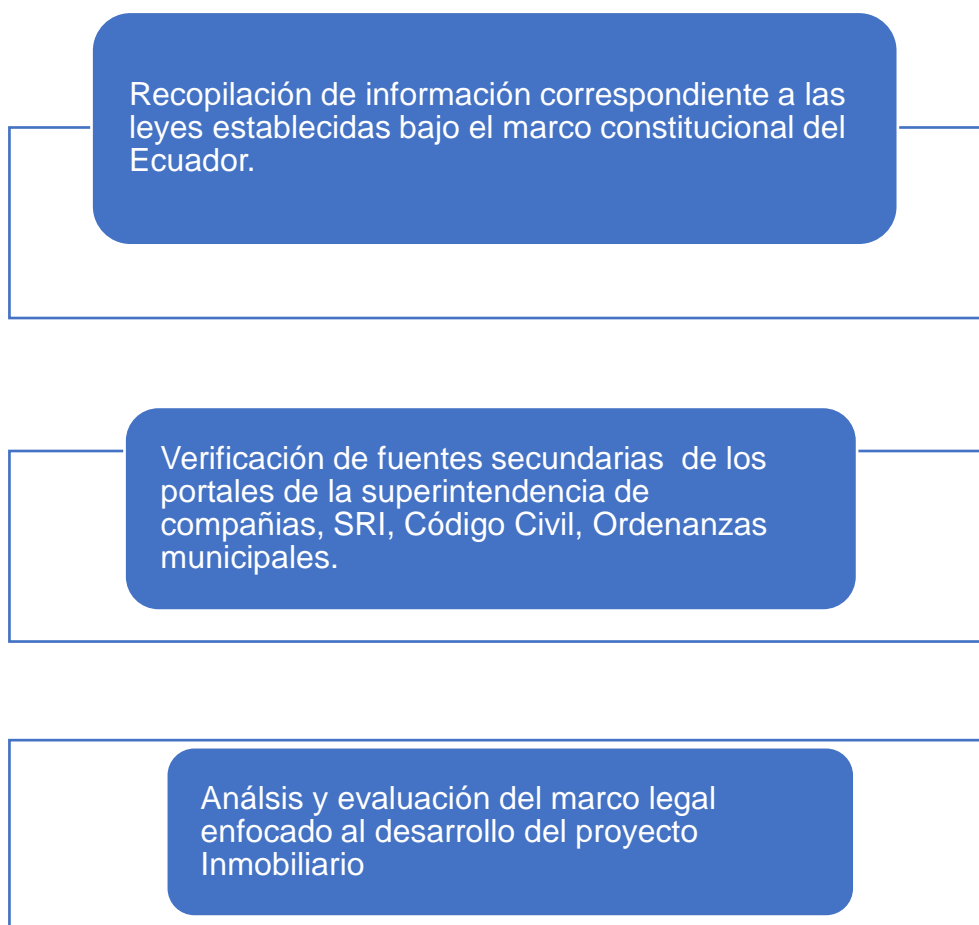 Recopilación de información correspondiente a las
leyes establecidas bajo el marco constitucional del
Ecuador.
Verificación de fuentes secundarias  de los
portales de la superintendencia de
compañias, SRI, Código Civil, Ordenanzas
municipales.
Análsis y evaluación del marco legal
enfocado al desarrollo del proyecto
Inmobiliario